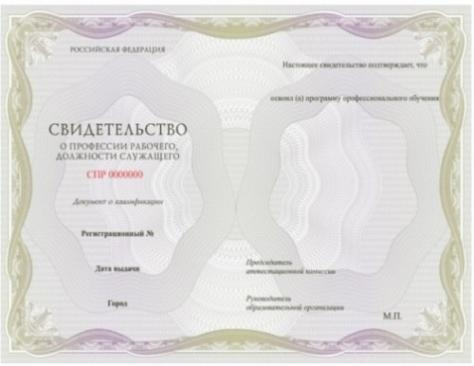 РОССИЙСКАЯ ФЕДЕРАЦИЯ
СВИДЕТЕЛЬСТВО
О ПРОФЕССИИ РАБОЧЕГО,
ДОЛЖНОСТИ СЛУЖАЩЕГО
СПР 0000000
Документ о квалификации
Регистрационный №
Дата выдачи
Город
Настоящее свидетельство подтверждает, что
освоил (а) программу профессионального обучения
Председатель
аттестационной комиссии
Руководитель
образовательной организации
М.П.